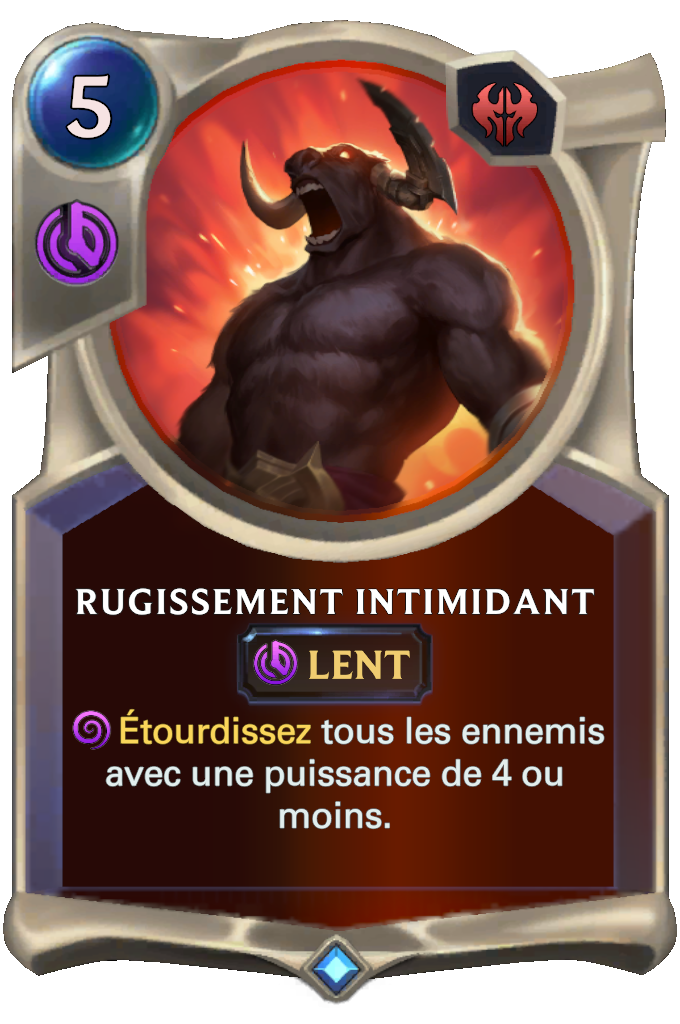 5
RUGISSEMENT INTIMIDANT
LENT
Étourdissez tous les ennemis
avec une puissance de 4 ou
moins.